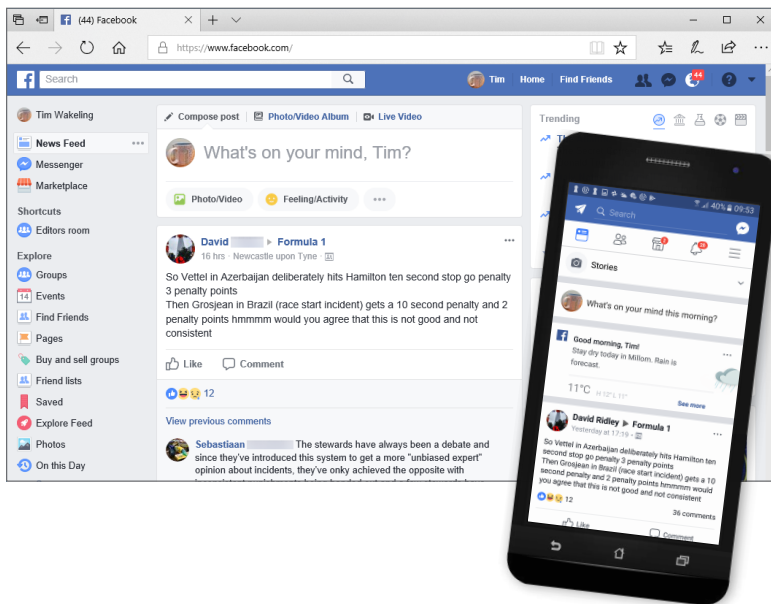 (44) Facebook
https://www.facebook.com/
Search
Tim Home Find Friends 44
Tim Wakeling
News Feed
Messenger
Marketplace
Shortcuts
Editors room
Explore
Groups
14 Events
Find Friends
Pages
Buy and sell groups
Friend lists
Saved
Explore Feed
Photos
On this Day
Compose post Photo/Video Album Live Video
What's on your mind, Tim?
Photo/Video Feeling/Activity
David Formula 1
16 hrs · Newcastle upon Tyne ·
So Vettel in Azerbaijan deliberately hits Hamilton ten second stop go penalty
3 penalty points
Then Grosjean in Brazil (race start incident) gets a 10 second penalty and 2
penalty points hmmmm would you agree that this is not good and not
consistent
Like Comment
12
View previous comments
Sebastiaan The stewards have always been a debate and
since they've introduced this system to get a more "unbiased expert"
opinion about incidents, they've onky achieved the opposite with
Trending
40% 09:53
Search
Stories
What's on your mind this morning?
Good morning, Tim!
Stay dry today in Millom. Rain is
forecast.
11°C H 12° L 11°
See more
David Ridley Formula 1
Yesterday at 17:19 ·
So Vettel in Azerbaijan deliberately hits Hamilton ten
second stop go penalty 3 penalty points
Then Grosjean in Brazil (race start incident) gets a 10
second penalty and 2 penalty points hmmmm would
you agree that this is not good and not consistent
12
36 comments
Like Comment